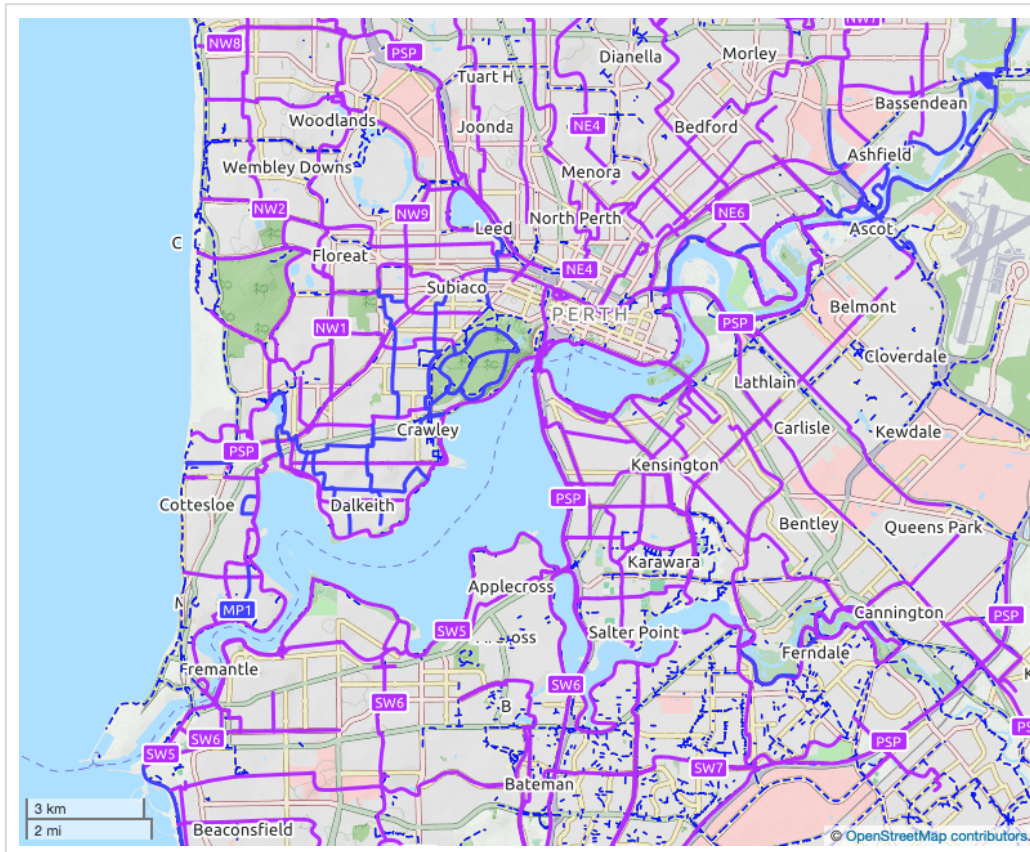 NW7
NW8
PSP
Dianella
Morley
Tuart H
Bassendean
Woodlands
Joonda
NE4
Bedford
Wembley Downs
Menora
Ashfield
NW2
NW9
North Perth
NE6
C
Leed
Ascot
Floreat
NE4
Subiaco
PERTH
Belmont
NW1
PSP
Cloverdale
Lathlain
Crawley
Carlisle
Kewdale
PSP
Kensington
Cottesloe
Dalkeith
PSP
Bentley
Queens Park
Karawara
Applecross
N
MP1
Cannington
PSP
SW5
oss
Salter Point
Ferndale
Fremantle
K
SW6
SW6
B
SW6
PS
SW5
PSP
SW7
Bateman
3 km
2 mi
Beaconsfield
© OpenStreetMap contributors.